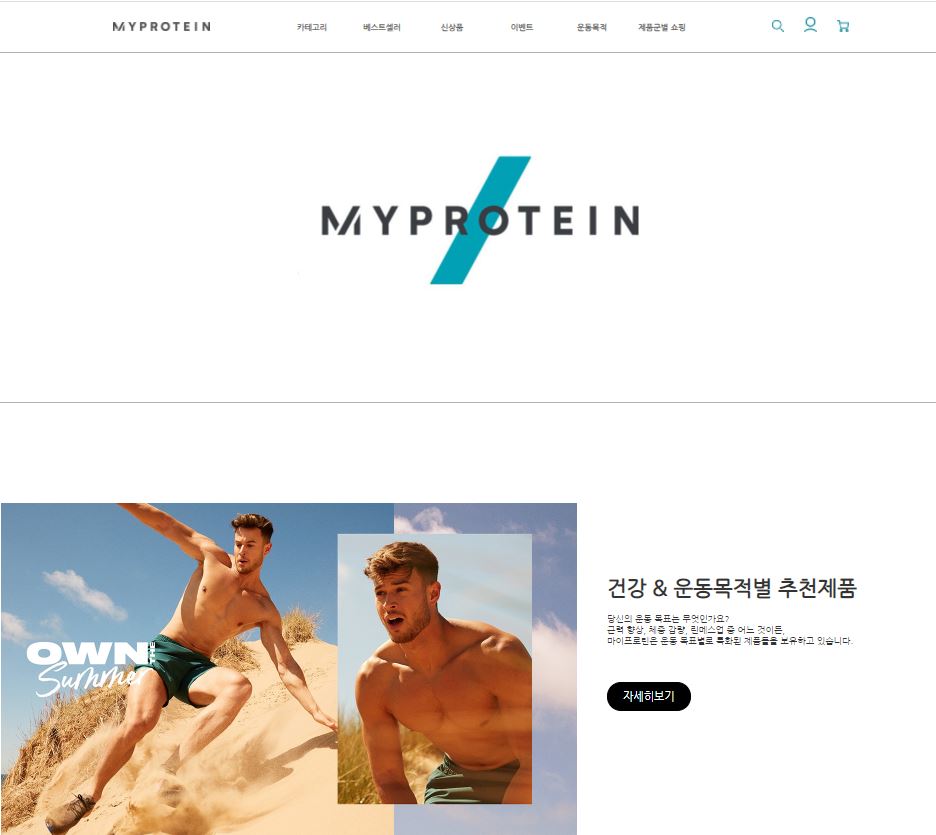 MYPROTEIN
카테고리
베스트셀러
신상품
이벤트
운동목적
제품군별 쇼핑
MYPROTEIN
OWN THE
Summer
건강 & 운동목적별 추천제품
당신의 운동 목표는 무엇인가요?
근력 향상, 체중 감량, 린매스업 중 어느 것이든,
마이프로틴은 운동 목표별로 특화된 제품들을 보유하고 있습니다.
자세히보기